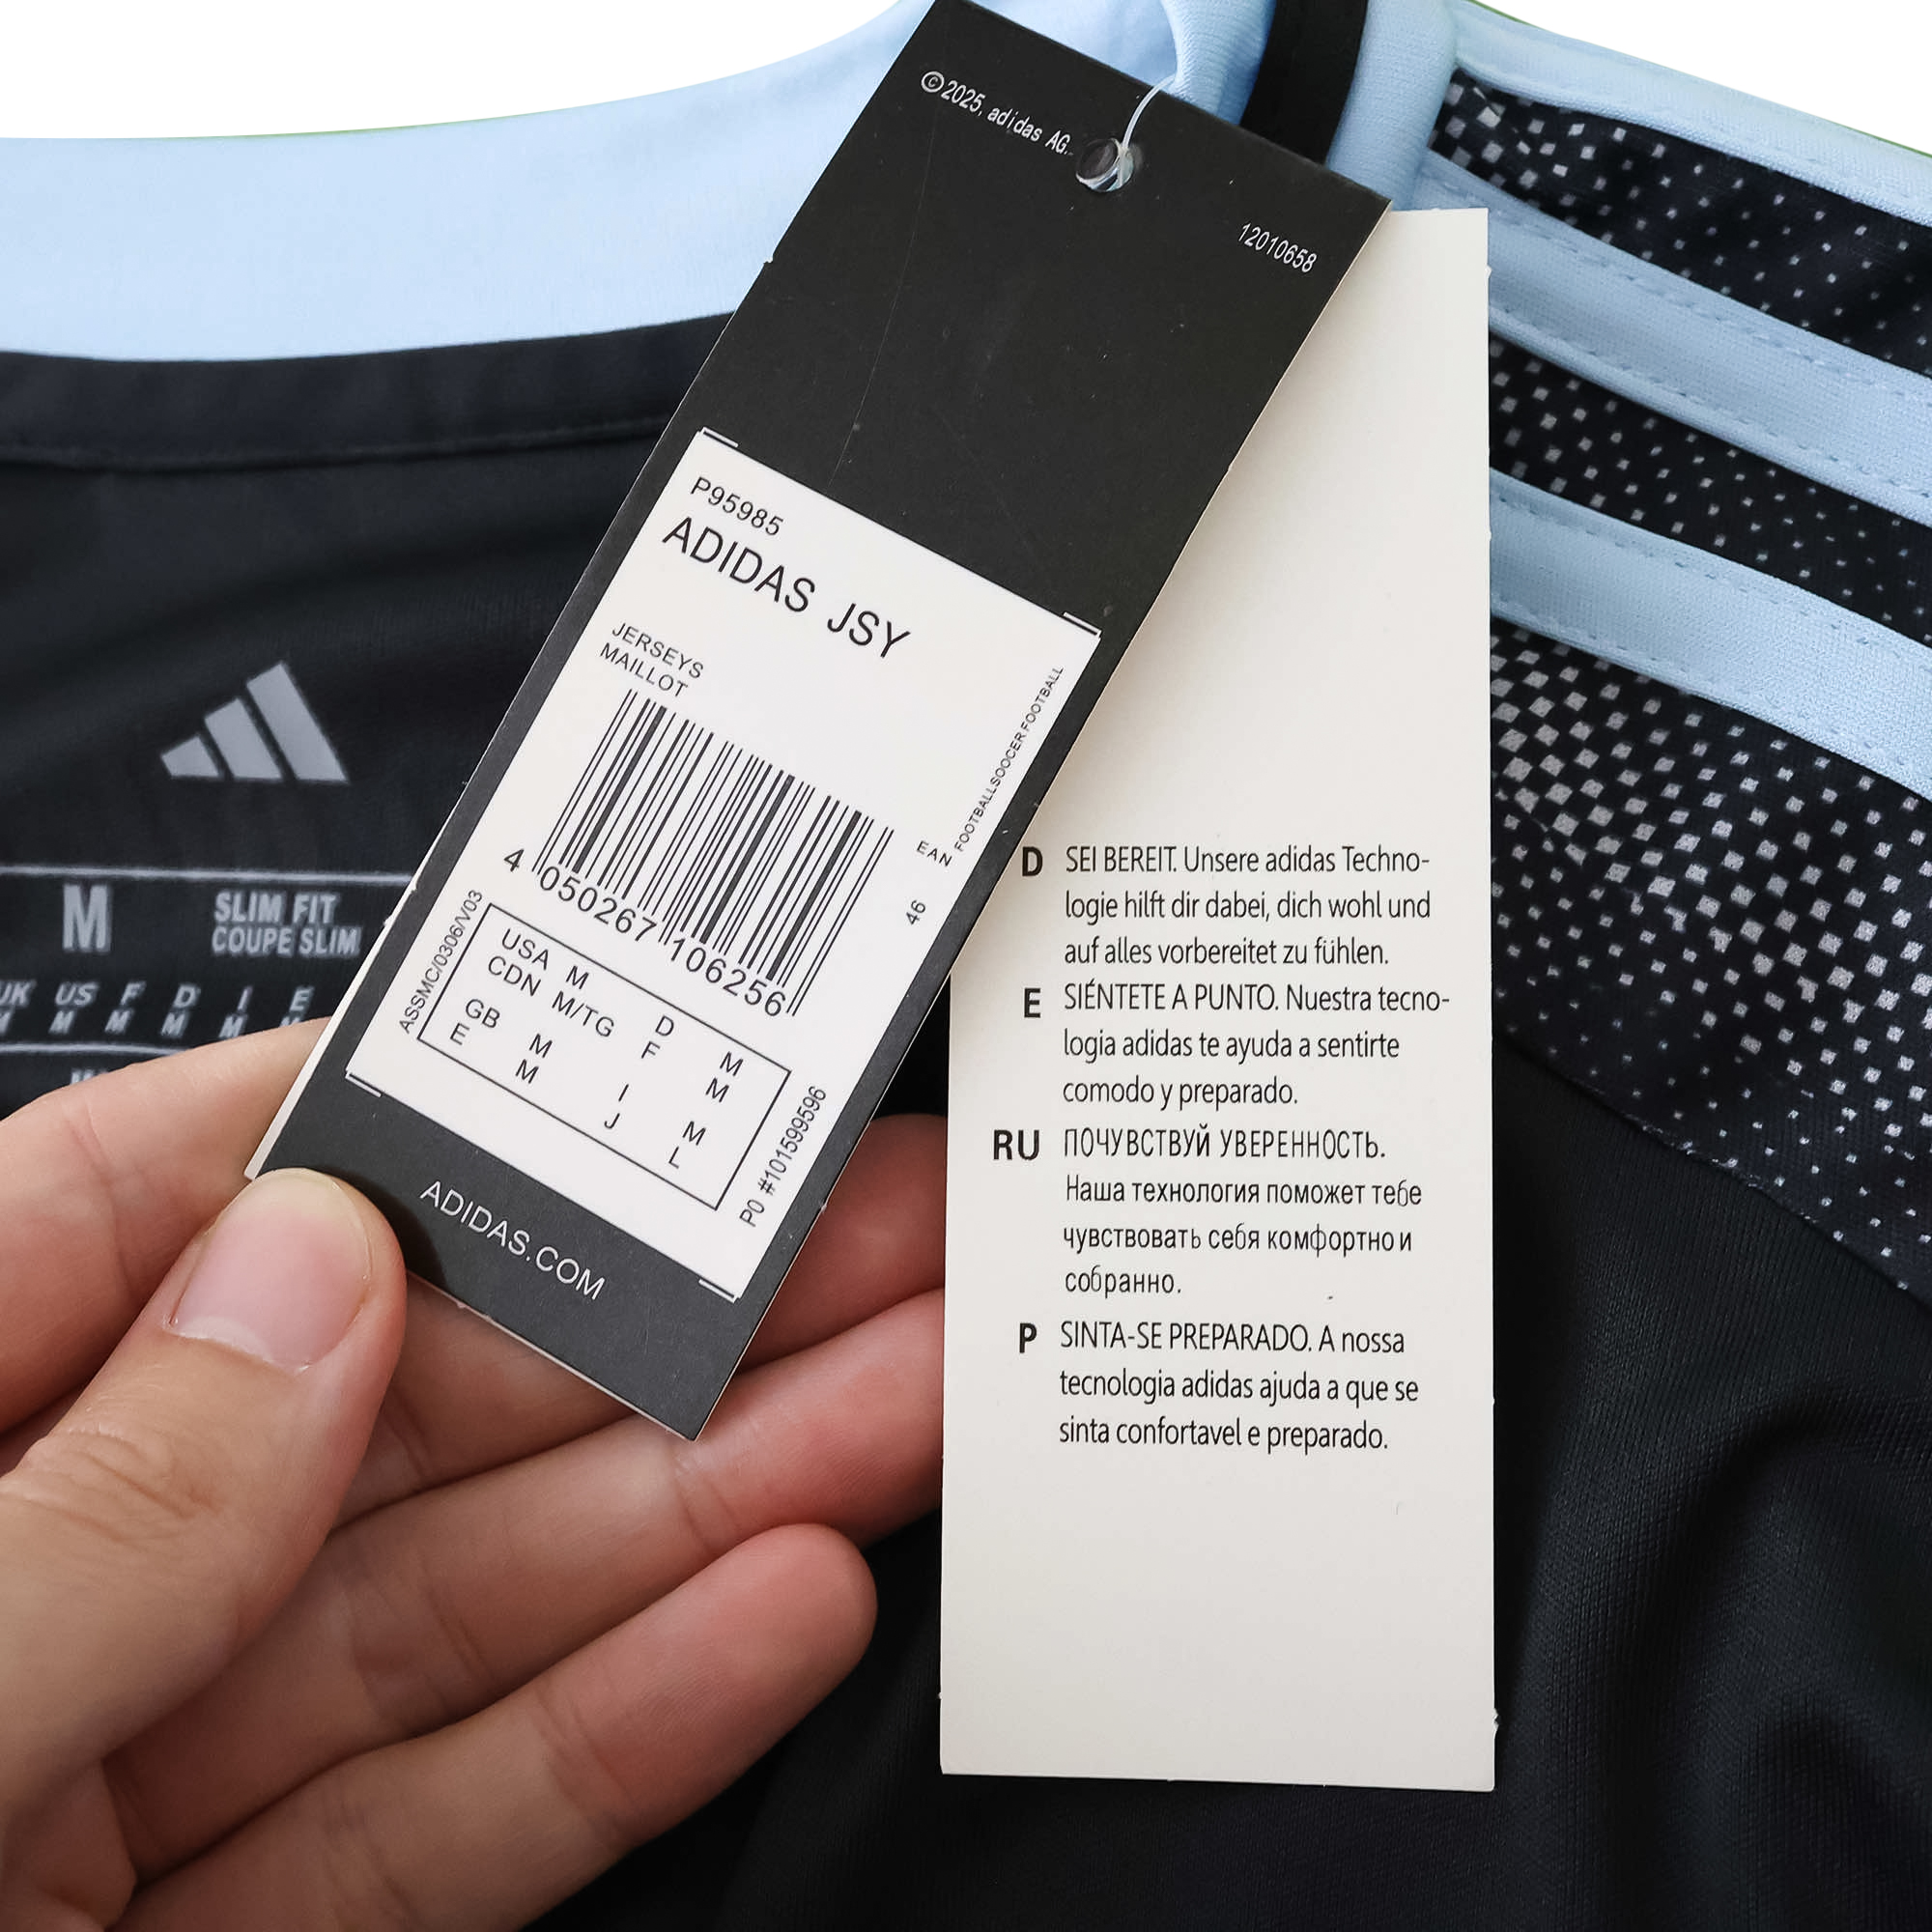 ©2025, adidas AG.
12010658
P95985
ADIDAS JSY
JERSEYS
MAILLOT
EAN
FOOTBALLSOOCER FOOTBALL
46
4 050267 106256
ASSMC/0306/V03
USA M D M
CDN M/TG F M
GB M I M
E M J L
PO #101599596
ADIDAS.COM
M
SLIM FIT
COUPE SLIM
UK US F D I E
M M M M M
D SEI BEREIT. Unsere adidas Techno-
logie hilft dir dabei, dich wohl und
auf alles vorbereitet zu fühlen.
E SIÉNTETE A PUNTO. Nuestra tecno-
logia adidas te ayuda a sentirte
comodo y preparado.
RU ПОЧУВСТВУЙ УВЕРЕННОСТЬ.
Наша технология поможет тебе
чувствовать себя комфортно и
собранно.
P SINTA-SE PREPARADO. A nossa
tecnologia adidas ajuda a que se
sinta confortavel e preparado.